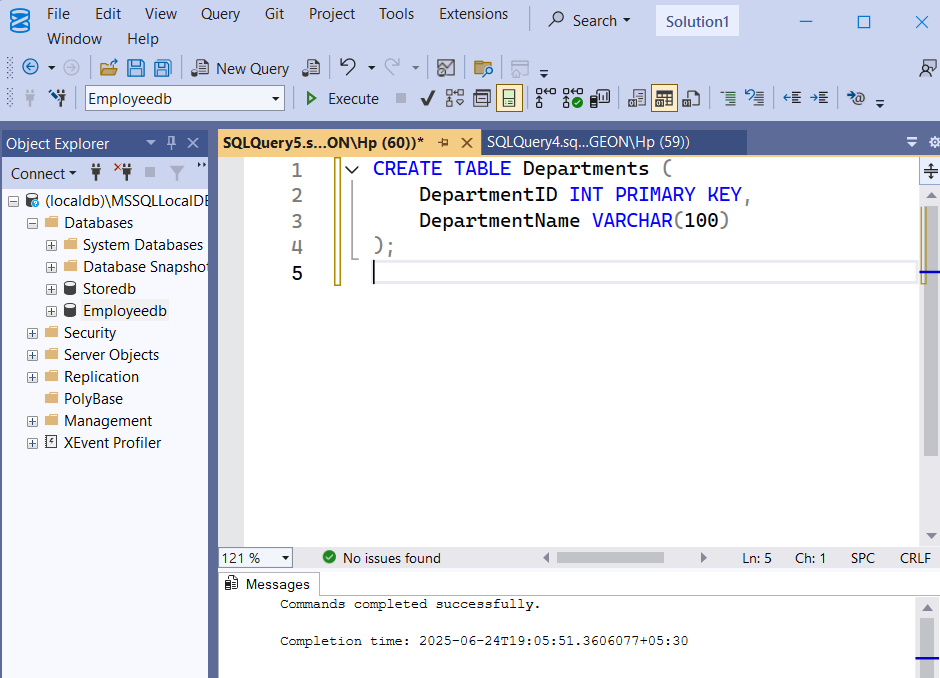 File Edit View Query Git Project Tools Extensions Search Solution1
Window Help
New Query
Employeedb Execute
Object Explorer
Connect
(localdb)\MSSQLLocalDB
Databases
System Databases
Database Snapshot
Storedb
Employeedb
Security
Server Objects
Replication
PolyBase
Management
XEvent Profiler
SQLQuery5.s...ON\Hp (60))* SQLQuery4.sq...GEON\Hp (59))
1 CREATE TABLE Departments (
2 DepartmentID INT PRIMARY KEY,
3 DepartmentName VARCHAR(100)
4 );
5
121 % No issues found Ln: 5 Ch: 1 SPC CRLF
Messages
Commands completed successfully.
Completion time: 2025-06-24T19:05:51.3606077+05:30